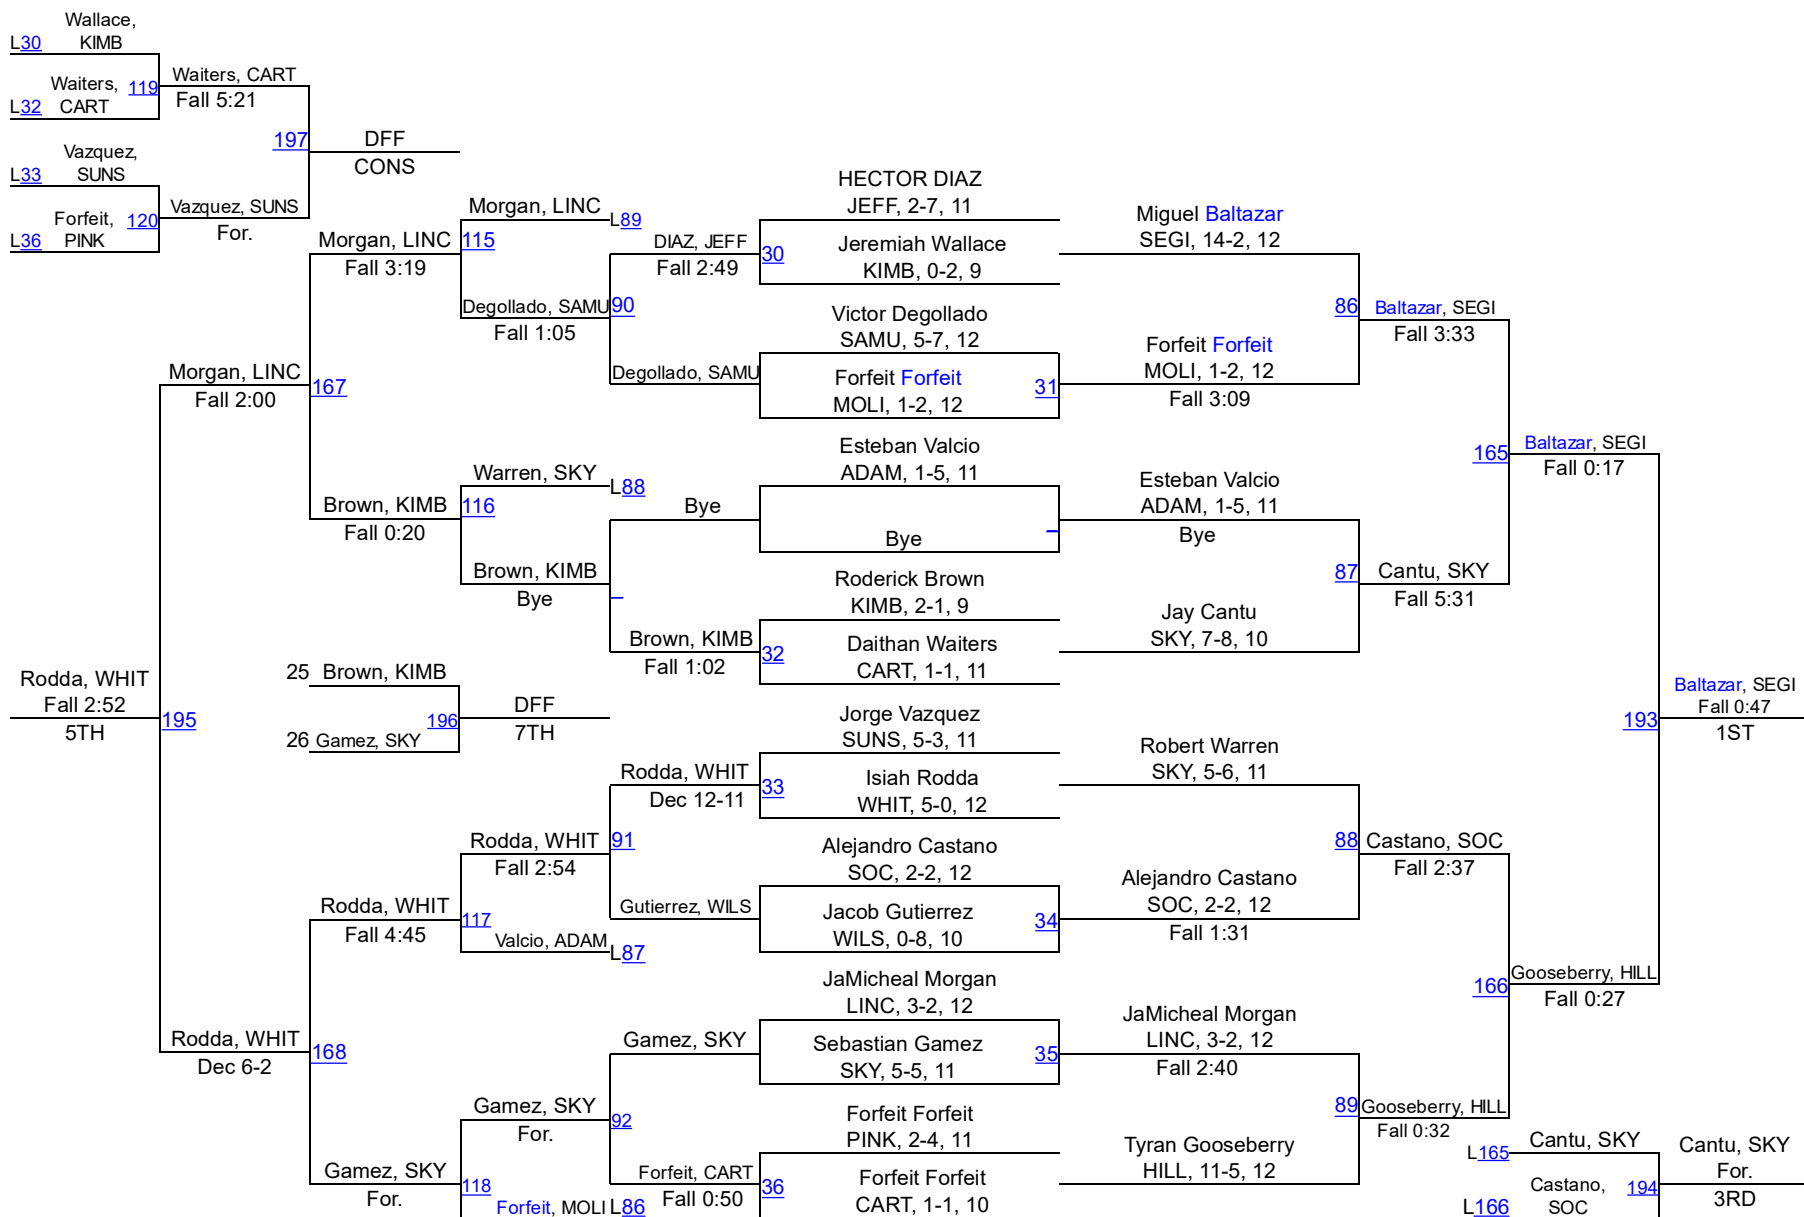 Wallace,
KIMB
L30
Waiters,
CART
L32
119
Waiters, CART
Fall 5:21
Vazquez,
SUNS
L33
Forfeit,
PINK
L36
120
Vazquez, SUNS
For.
197
DFF
CONS
Morgan, LINC
L89
115
Morgan, LINC
Fall 3:19
Degollado, SAMU
Fall 1:05
90
DIAZ, JEFF
Fall 2:49
30
HECTOR DIAZ
JEFF, 2-7, 11
Jeremiah Wallace
KIMB, 0-2, 9
Victor Degollado
SAMU, 5-7, 12
Degollado, SAMU
Forfeit Forfeit
MOLI, 1-2, 12
31
Miguel Baltazar
SEGI, 14-2, 12
Forfeit Forfeit
MOLI, 1-2, 12
Fall 3:09
86
Baltazar, SEGI
Fall 3:33
Morgan, LINC
Fall 2:00
167
Warren, SKY
L88
116
Brown, KIMB
Fall 0:20
Brown, KIMB
Bye
Bye
Esteban Valcio
ADAM, 1-5, 11
Bye
Esteban Valcio
ADAM, 1-5, 11
Bye
Roderick Brown
KIMB, 2-1, 9
Brown, KIMB
Fall 1:02
32
Daithan Waiters
CART, 1-1, 11
Jay Cantu
SKY, 7-8, 10
87
Cantu, SKY
Fall 5:31
165
Baltazar, SEGI
Fall 0:17
Rodda, WHIT
Fall 2:52
5TH
195
25
Brown, KIMB
26
Gamez, SKY
196
DFF
7TH
Jorge Vazquez
SUNS, 5-3, 11
Rodda, WHIT
Dec 12-11
33
Isiah Rodda
WHIT, 5-0, 12
Robert Warren
SKY, 5-6, 11
193
Baltazar, SEGI
Fall 0:47
1ST
Rodda, WHIT
Fall 2:54
91
Alejandro Castano
SOC, 2-2, 12
Gutierrez, WILS
Jacob Gutierrez
WILS, 0-8, 10
34
Alejandro Castano
SOC, 2-2, 12
Fall 1:31
88
Castano, SOC
Fall 2:37
Rodda, WHIT
Fall 4:45
117
Valcio, ADAM
L87
Rodda, WHIT
Dec 6-2
168
JaMicheal Morgan
LINC, 3-2, 12
Gamez, SKY
Sebastian Gamez
SKY, 5-5, 11
35
JaMicheal Morgan
LINC, 3-2, 12
Fall 2:40
166
Gooseberry, HILL
Fall 0:27
Gamez, SKY
For.
92
Forfeit Forfeit
PINK, 2-4, 11
Forfeit, CART
Fall 0:50
36
Forfeit Forfeit
CART, 1-1, 10
Tyran Gooseberry
HILL, 11-5, 12
89
Gooseberry, HILL
Fall 0:32
Gamez, SKY
For.
118
Forfeit, MOLI
L86
L165
Cantu, SKY
L166
Castano,
SOC
194
Cantu, SKY
For.
3RD